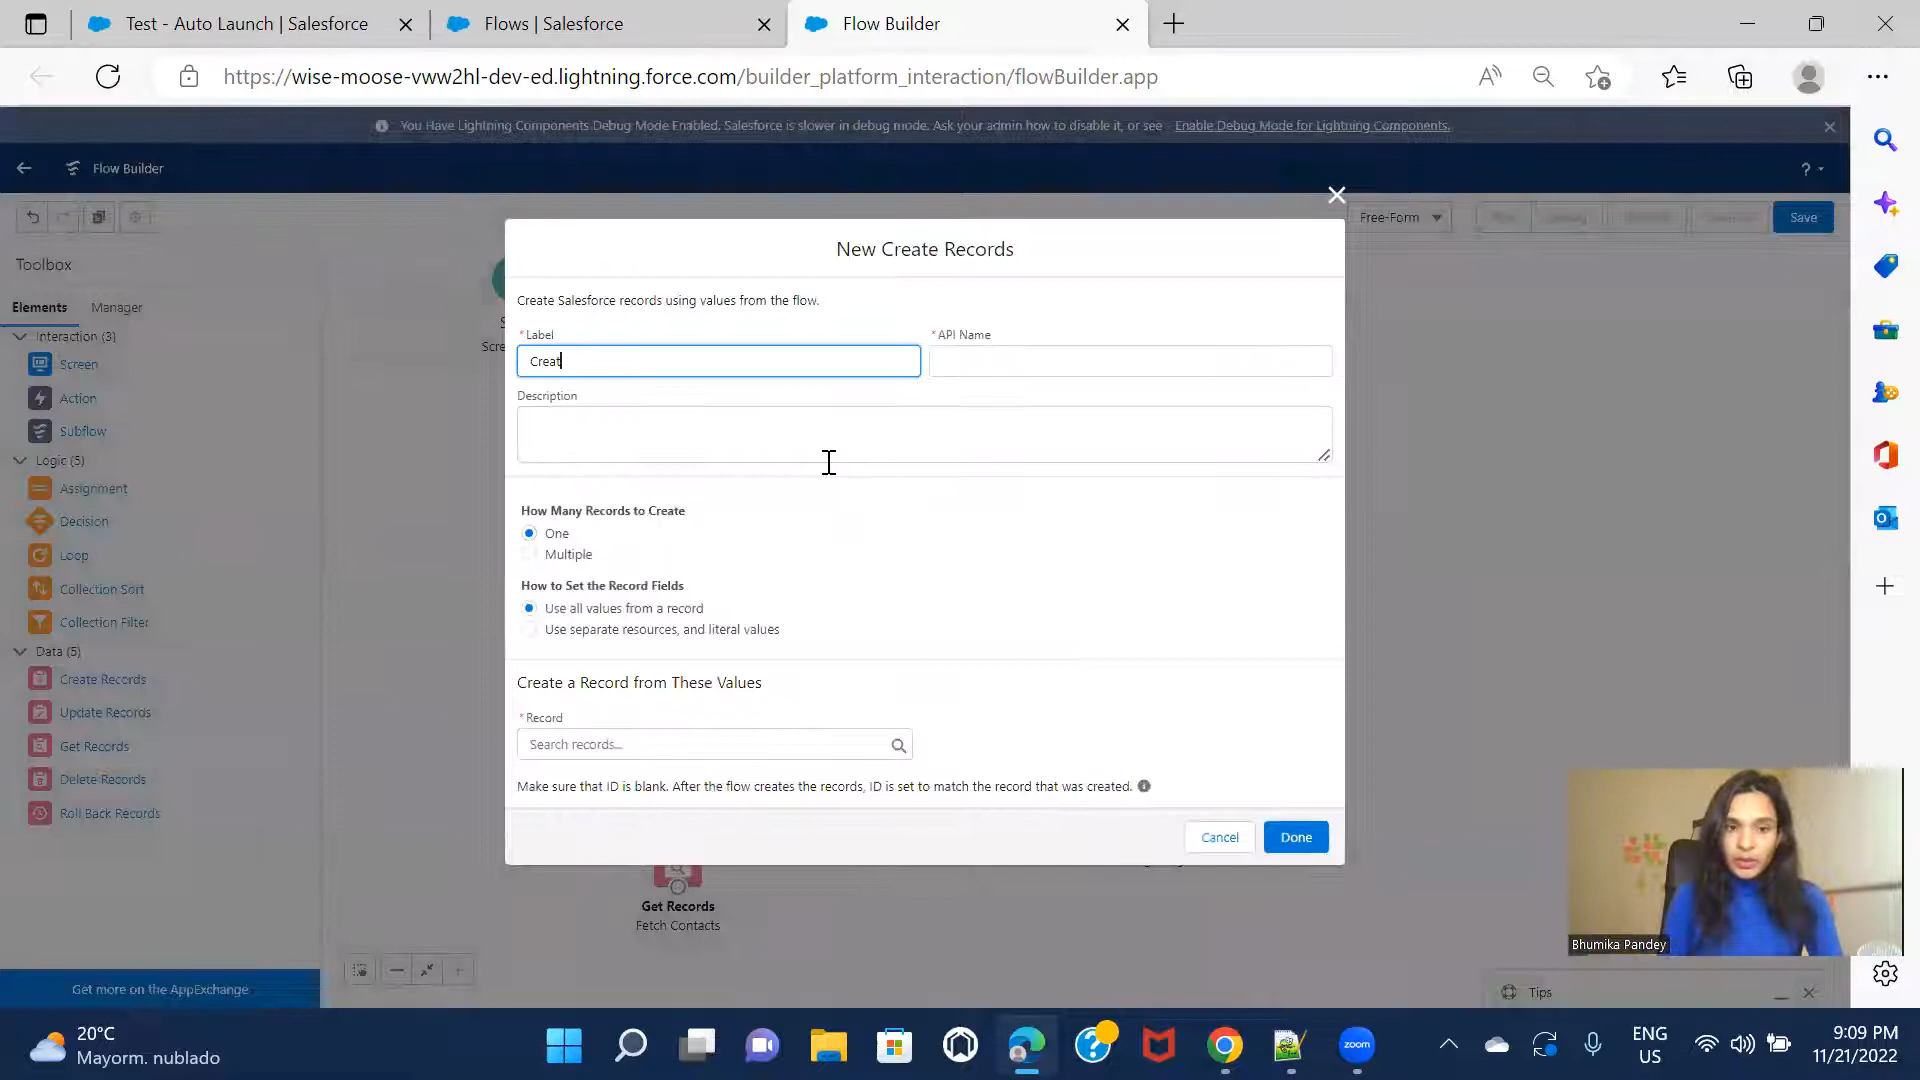 Test - Auto Launch | Salesforce
Flows | Salesforce
Flow Builder
https://wise-moose-vww2hl-dev-ed.lightning.force.com/builder_platform_interaction/flowBuilder.app
You Have Lightning Components Debug Mode Enabled. Salesforce is slower in debug mode. Ask your admin how to disable it, or see Enable Debug Mode for Lightning Components.
Flow Builder
?
Free-Form
Save
Toolbox
Elements
Manager
Interaction (3)
Screen
Action
Subflow
Logic (5)
Assignment
Decision
Loop
Collection Sort
Collection Filter
Data (5)
Create Records
Update Records
Get Records
Delete Records
Roll Back Records
Get more on the AppExchange
New Create Records
Create Salesforce records using values from the flow.
* Label
* API Name
Creat
Description
How Many Records to Create
One
Multiple
How to Set the Record Fields
Use all values from a record
Use separate resources, and literal values
Create a Record from These Values
* Record
Search records...
Make sure that ID is blank. After the flow creates the records, ID is set to match the record that was created.
Cancel
Done
Get Records
Fetch Contacts
Bhumika Pandey
Tips
20°C
Mayorm. nublado
zoom
ENG
US
9:09 PM
11/21/2022